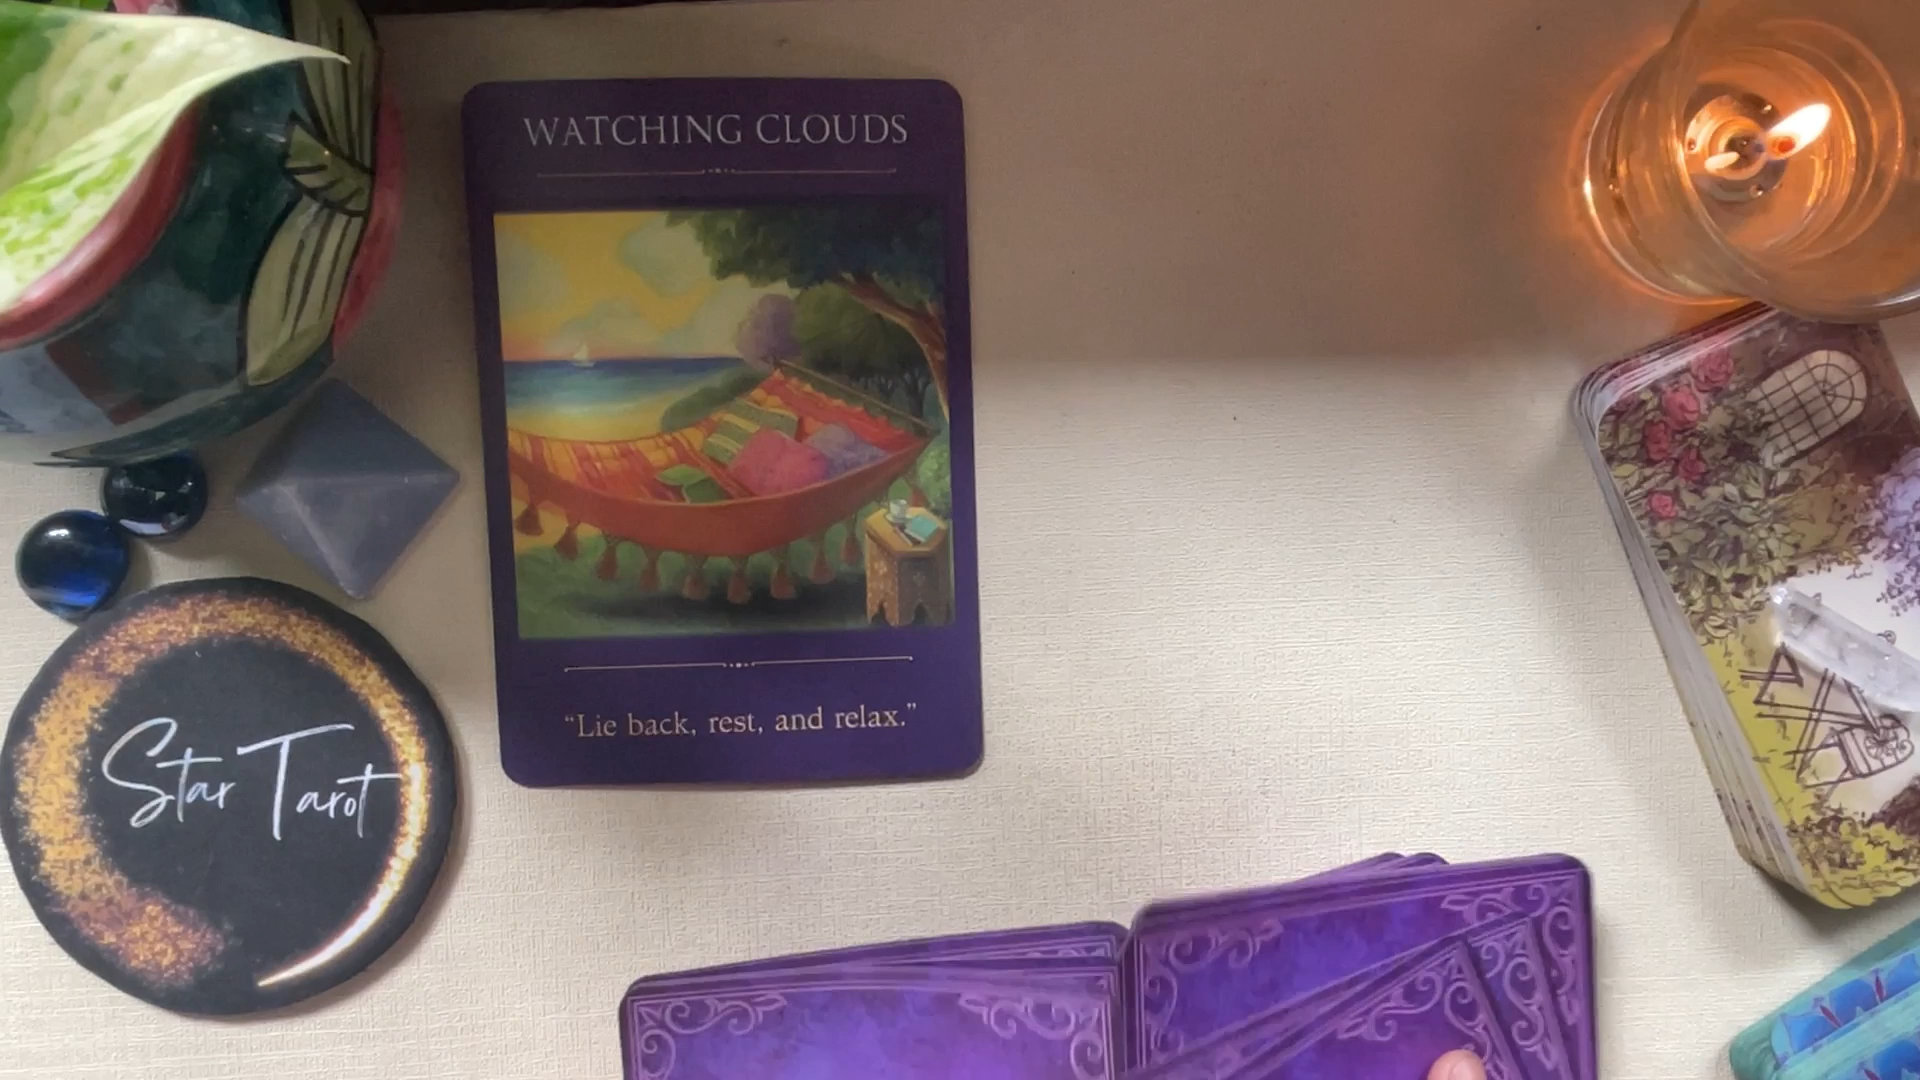 WATCHING CLOUDS
"Lie back, rest, and relax."
Star Tarot